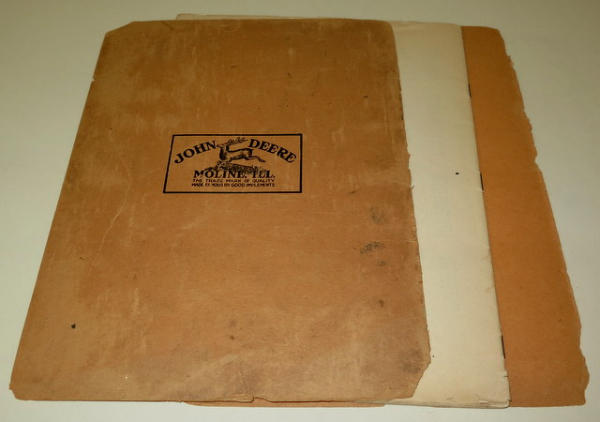 JOHN DEERE
MOLINE, ILL.
THE TRADE MARK OF QUALITY
MADE FAMOUS BY GOOD IMPLEMENTS